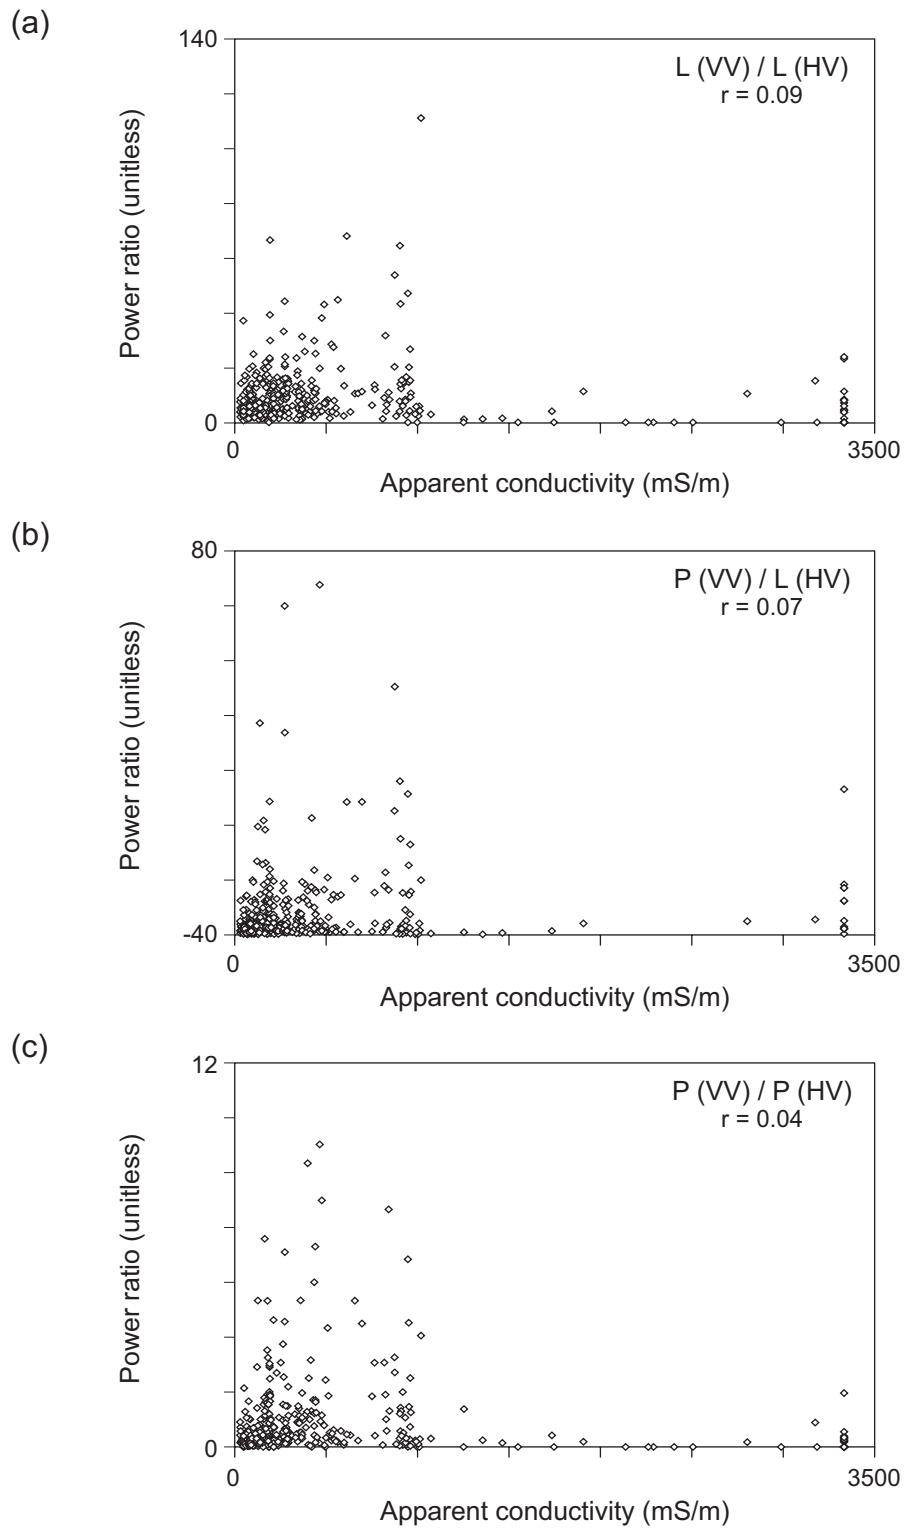 (a)
140
L (VV) / L (HV)
r = 0.09
Power ratio (unitless)
0
0
3500
Apparent conductivity (mS/m)
(b)
80
P (VV) / L (HV)
r = 0.07
Power ratio (unitless)
-40
0
3500
Apparent conductivity (mS/m)
(c)
12
P (VV) / P (HV)
r = 0.04
Power ratio (unitless)
0
0
3500
Apparent conductivity (mS/m)